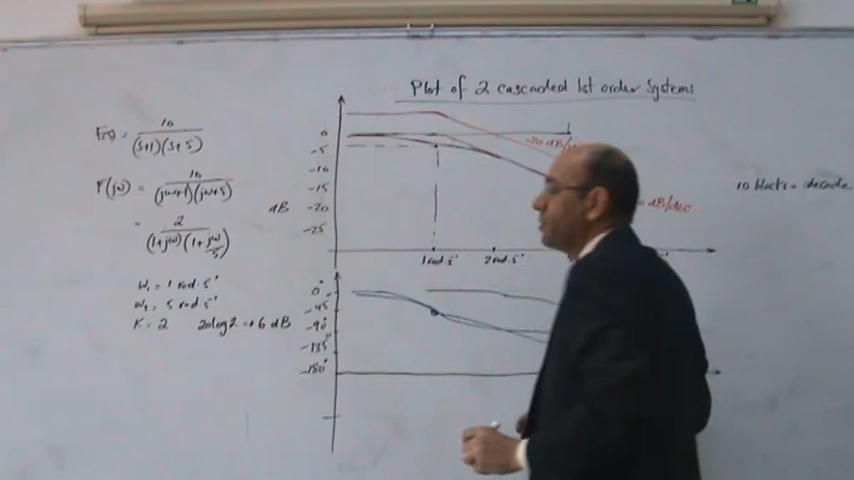 Plot of 2 cascaded 1st order systems
F(s) = 10 / (s+1)(s+5)
F(jω) = 10 / (jω+1)(jω+5)
= 2 / (1+jω)(1+jω/5)
W₁ = 1 rad·s⁻¹
W₂ = 5 rad·s⁻¹
K = 2 20log2 = +6 dB
dB
0
-5
-10
-15
-20
-25
-20 dB/
dB/dec
10 blocks = decade
1 rad·s⁻¹ 2 rad·s⁻¹
0°
-45
-90°
-135°
-180°